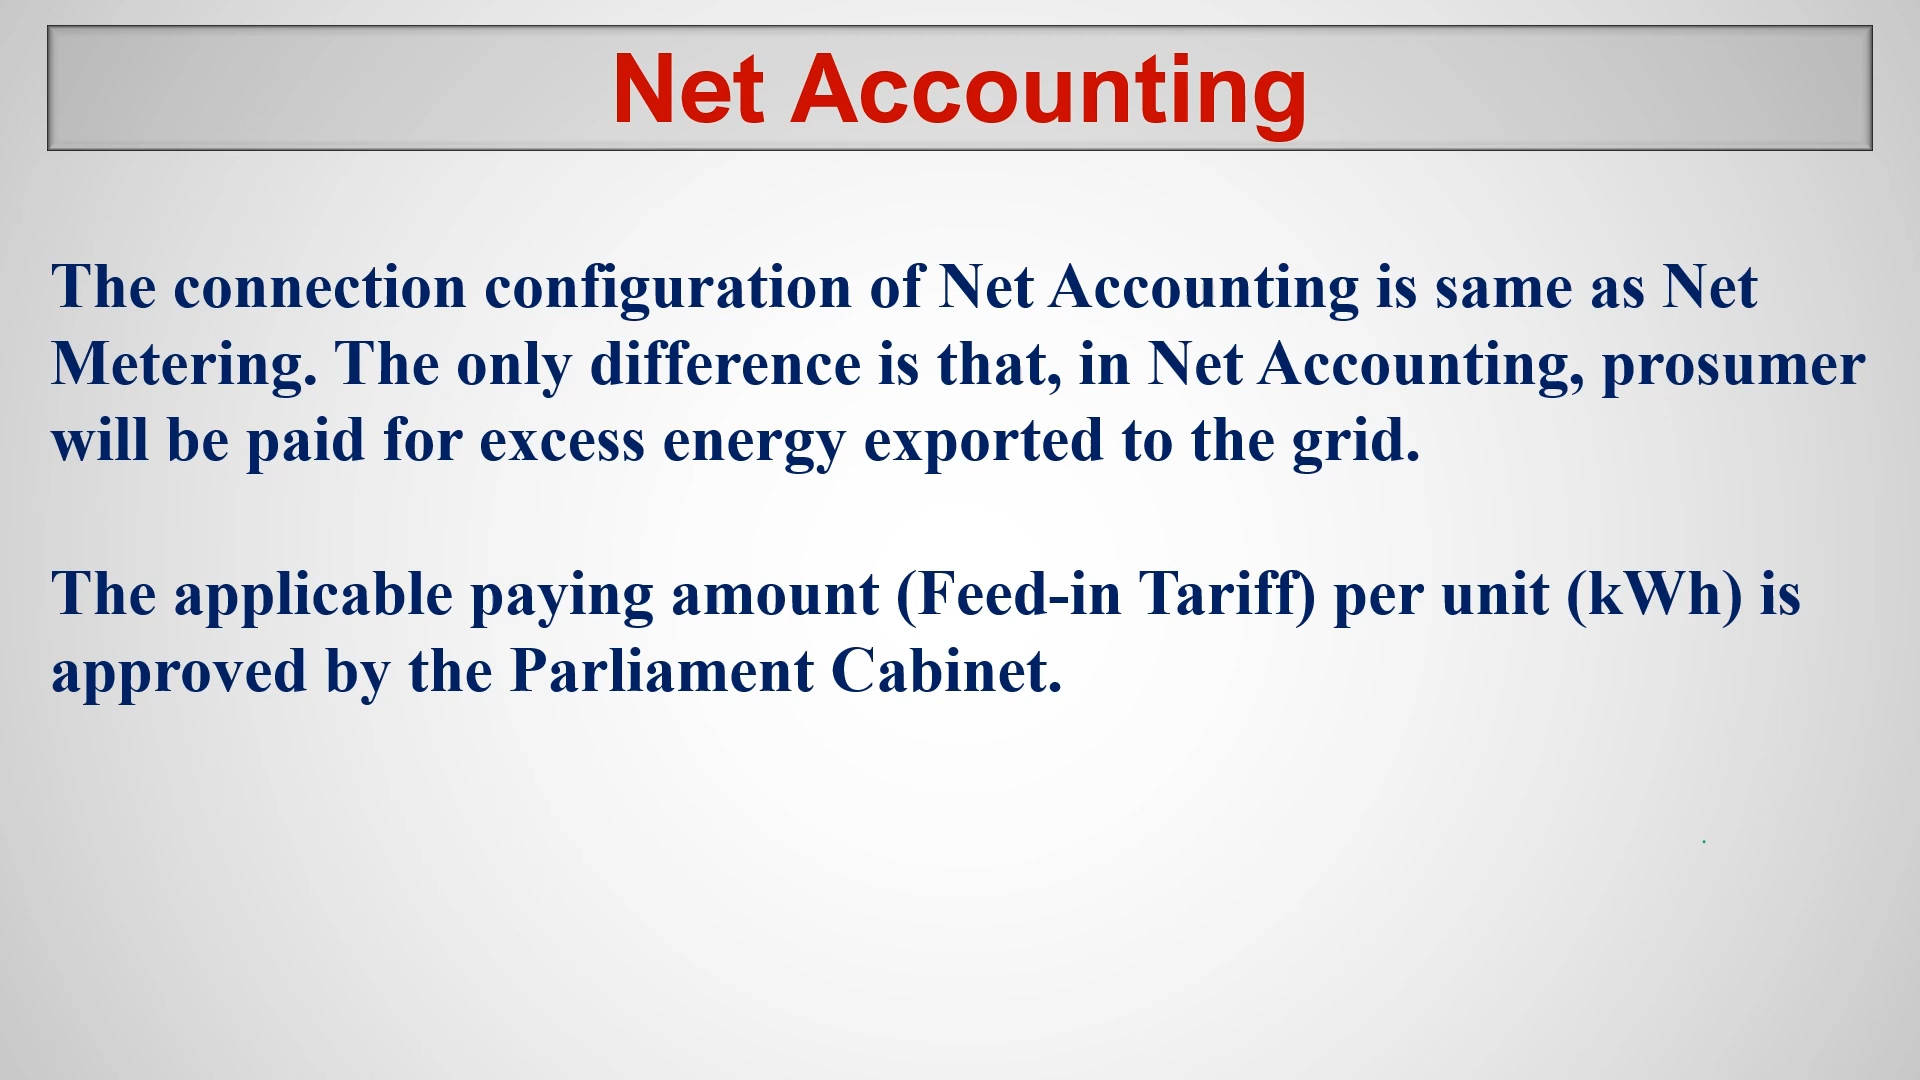 Net Accounting
The connection configuration of Net Accounting is same as Net
Metering. The only difference is that, in Net Accounting, prosumer
will be paid for excess energy exported to the grid.
The applicable paying amount (Feed-in Tariff) per unit (kWh) is
approved by the Parliament Cabinet.